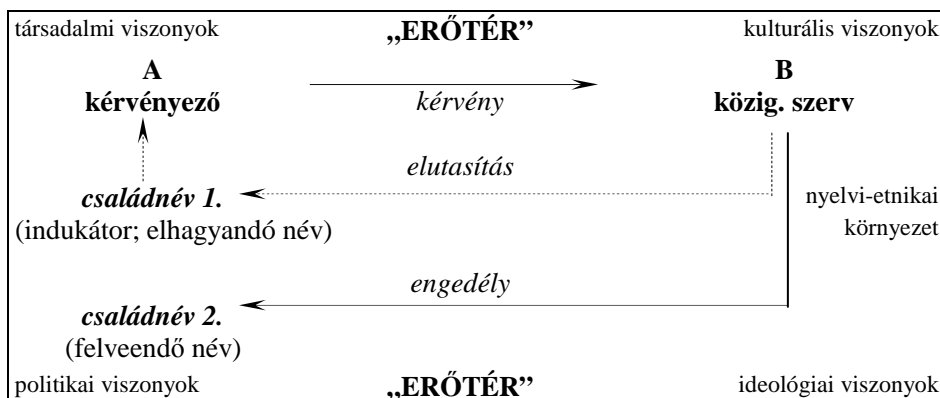 társadalmi viszonyok „ERŐTÉR” kulturális viszonyok
A B
kérvényező kérvény közig. szerv
elutasítás
családnév 1. nyelvi-etnikai
(indukátor; elhagyandó név) környezet
engedély
családnév 2.
(felveendő név)
politikai viszonyok „ERŐTÉR” ideológiai viszonyok